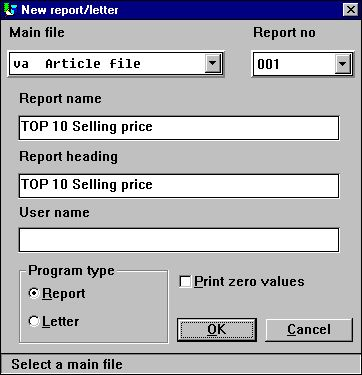 New report/letter
Main file Report no
va Article file 001
Report name
TOP 10 Selling price
Report heading
TOP 10 Selling price
User name
Program type
Report
Print zero values
Letter
OK Cancel
Select a main file